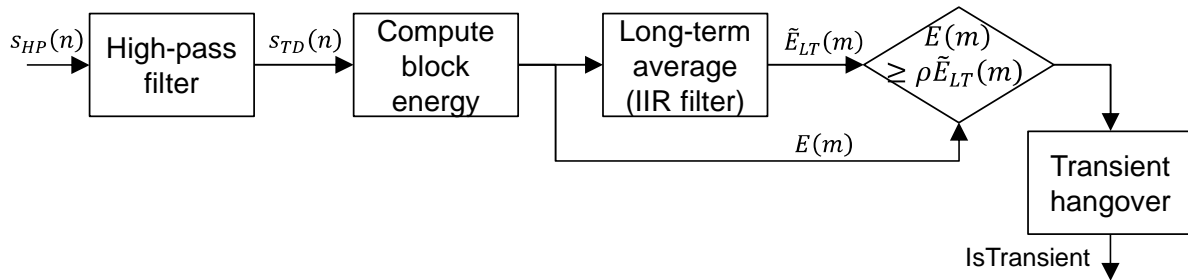 s_HP(n)
High-pass
filter
s_TD(n)
Compute
block
energy
Long-term
average
(IIR filter)
Ẽ_LT(m)
E(m)
≥ ρẼ_LT(m)
E(m)
Transient
hangover
IsTransient